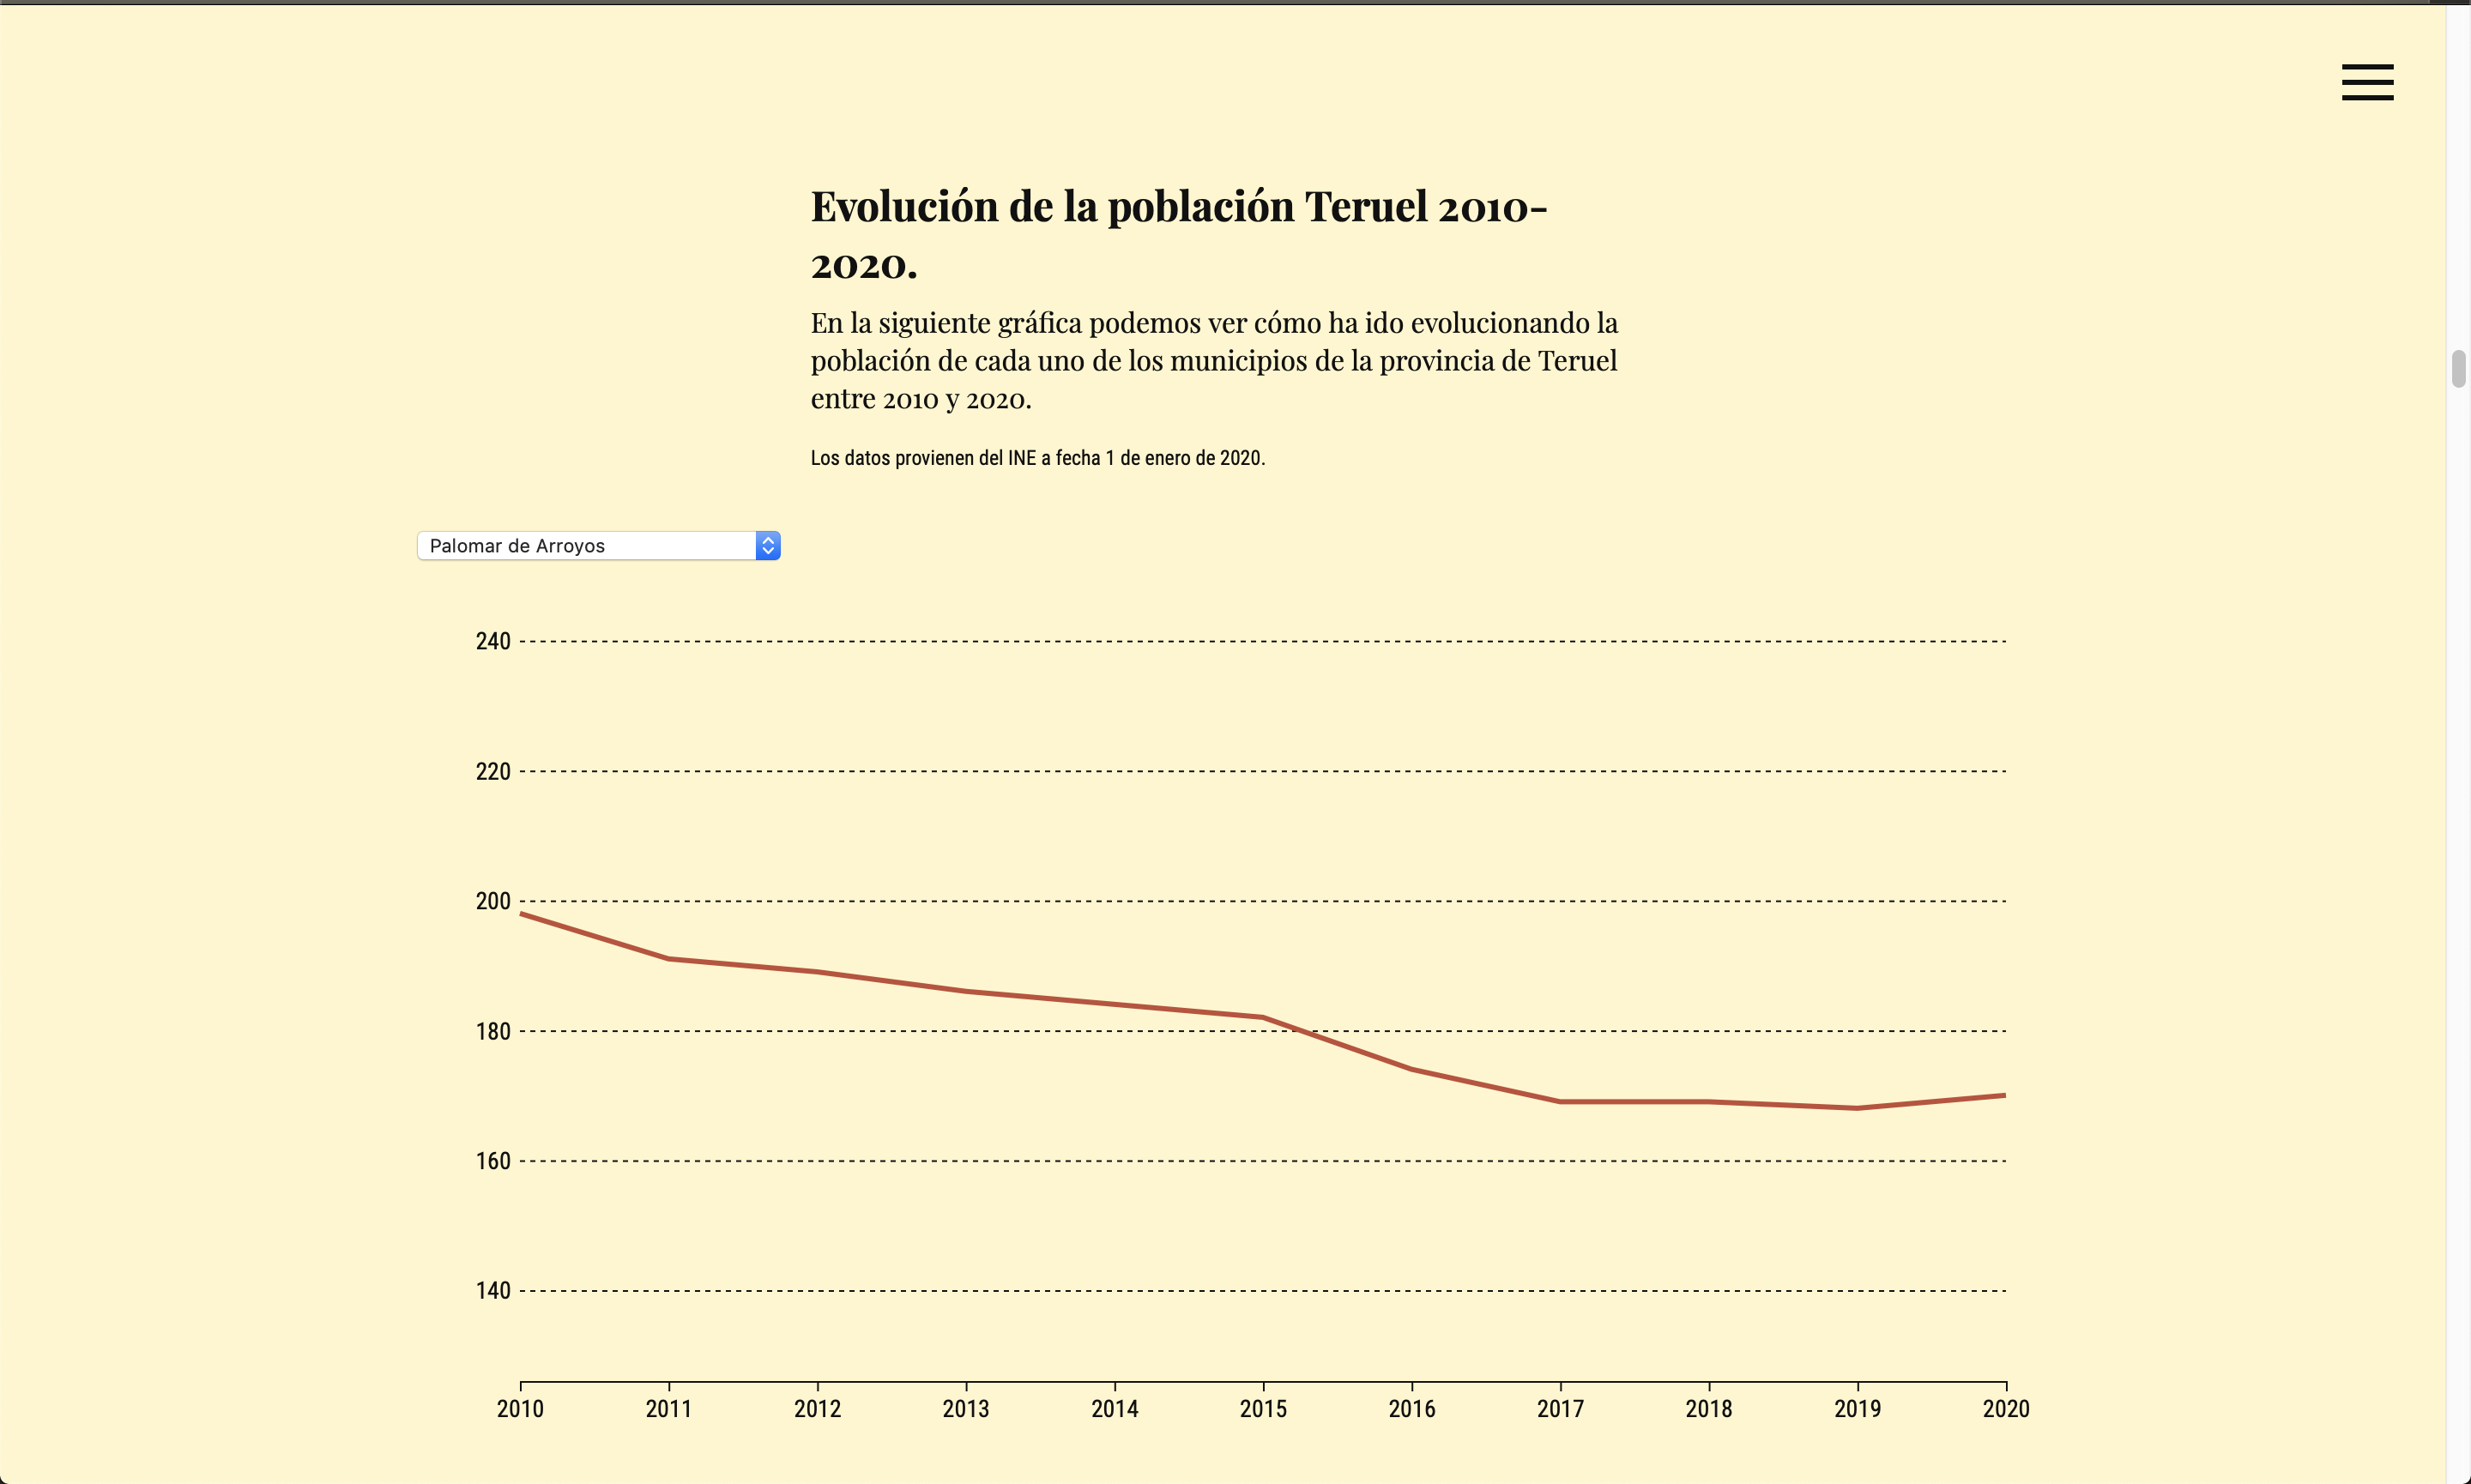 Evolución de la población Teruel 2010-
2020.
En la siguiente gráfica podemos ver cómo ha ido evolucionando la
población de cada uno de los municipios de la provincia de Teruel
entre 2010 y 2020.
Los datos provienen del INE a fecha 1 de enero de 2020.
Palomar de Arroyos
240
220
200
180
160
140
2010 2011 2012 2013 2014 2015 2016 2017 2018 2019 2020